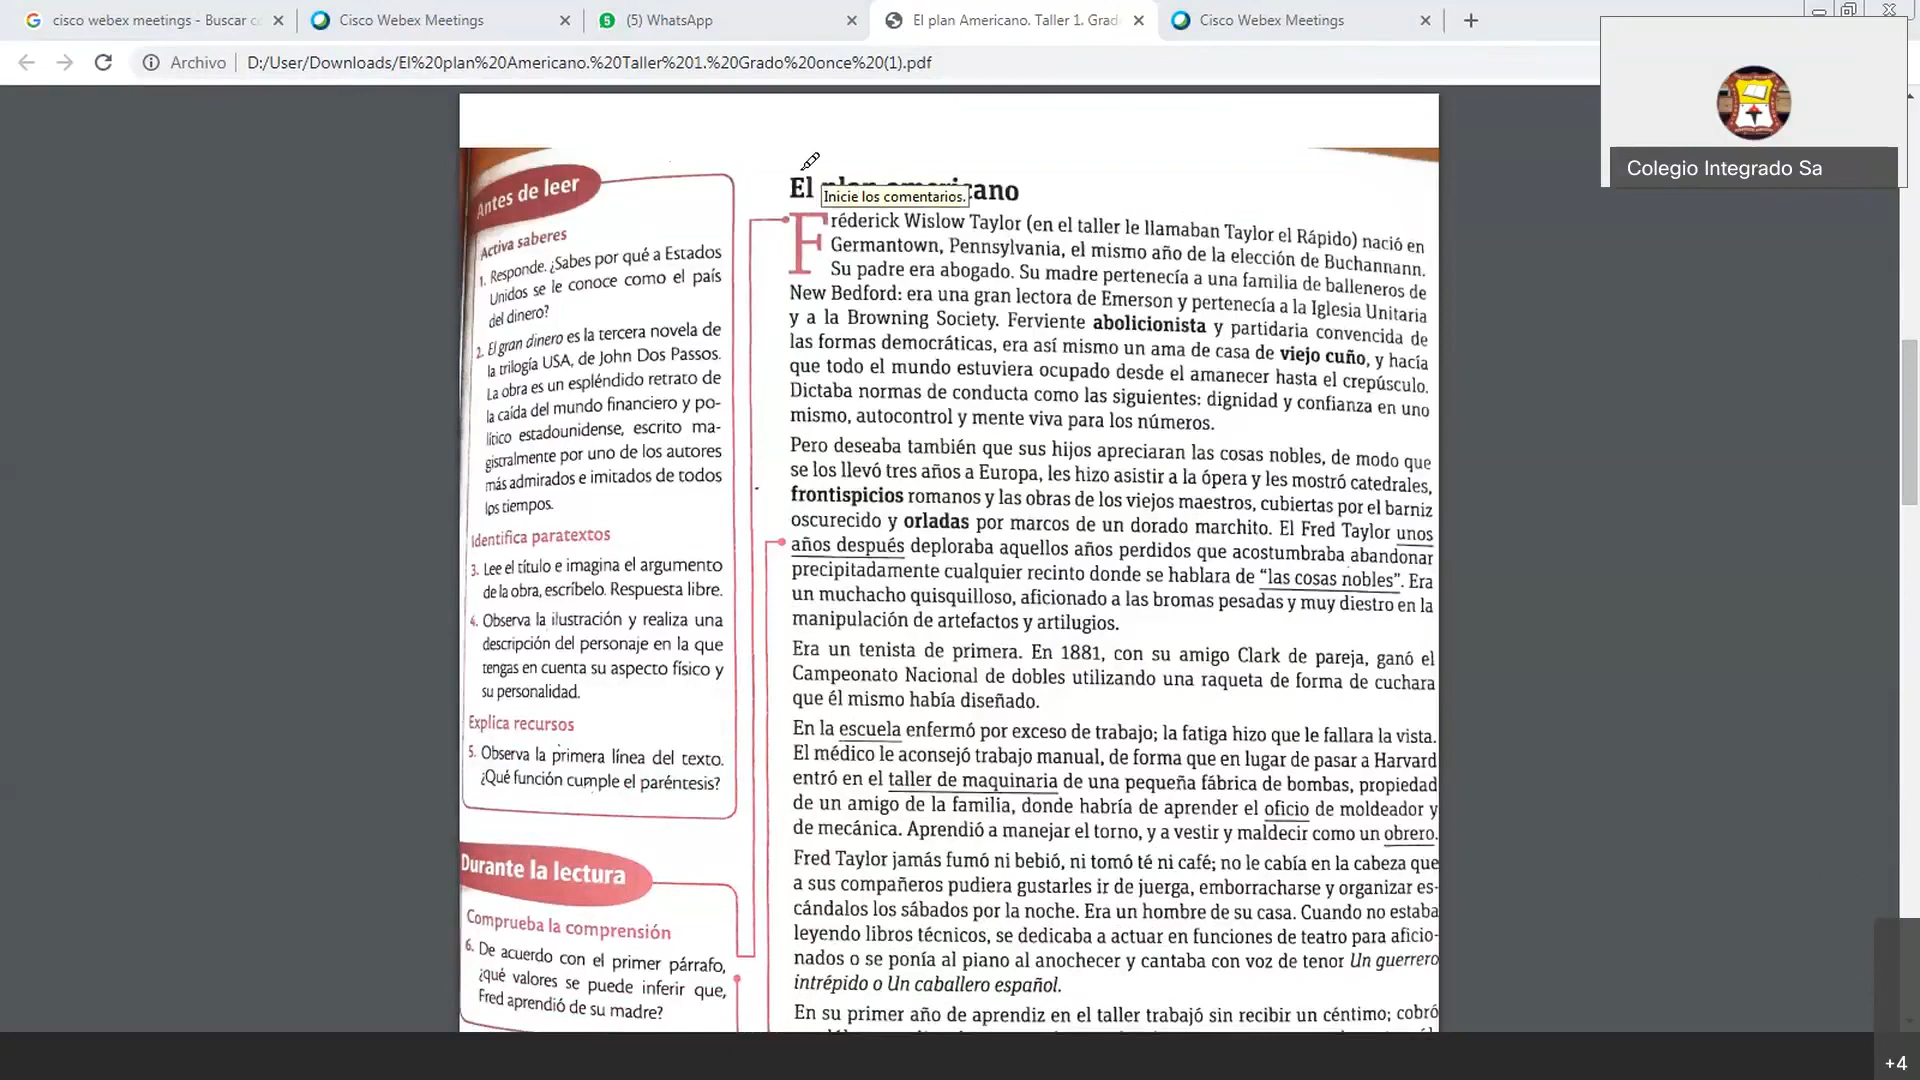 cisco webex meetings - Buscar c
Cisco Webex Meetings
(5) WhatsApp
El plan Americano. Taller 1. Grad
Cisco Webex Meetings
Archivo
D:/User/Downloads/El%20plan%20Americano.%20Taller%201.%20Grado%20once%20(1).pdf
Colegio Integrado Sa
Antes de leer
Activa saberes
1. Responde. ¿Sabes por qué a Estados
Unidos se le conoce como el país
del dinero?
2. El gran dinero es la tercera novela de
la trilogía USA, de John Dos Passos.
La obra es un espléndido retrato de
la caída del mundo financiero y po-
lítico estadounidense, escrito ma-
gistralmente por uno de los autores
más admirados e imitados de todos
los tiempos.
Identifica paratextos
3. Lee el título e imagina el argumento
de la obra, escríbelo. Respuesta libre.
4. Observa la ilustración y realiza una
descripción del personaje en la que
tengas en cuenta su aspecto físico y
su personalidad.
Explica recursos
5. Observa la primera línea del texto.
¿Qué función cumple el paréntesis?
Durante la lectura
Comprueba la comprensión
6. De acuerdo con el primer párrafo,
¿qué valores se puede inferir que,
Fred aprendió de su madre?
El plan americano
Inicie los comentarios.
Fréderick Wislow Taylor (en el taller le llamaban Taylor el Rápido) nació en
Germantown, Pennsylvania, el mismo año de la elección de Buchannann.
Su padre era abogado. Su madre pertenecía a una familia de balleneros de
New Bedford: era una gran lectora de Emerson y pertenecía a la Iglesia Unitaria
y a la Browning Society. Ferviente abolicionista y partidaria convencida de
las formas democráticas, era así mismo un ama de casa de viejo cuño, y hacía
que todo el mundo estuviera ocupado desde el amanecer hasta el crepúsculo.
Dictaba normas de conducta como las siguientes: dignidad y confianza en uno
mismo, autocontrol y mente viva para los números.
Pero deseaba también que sus hijos apreciaran las cosas nobles, de modo que
se los llevó tres años a Europa, les hizo asistir a la ópera y les mostró catedrales,
frontispicios romanos y las obras de los viejos maestros, cubiertas por el barniz
oscurecido y orladas por marcos de un dorado marchito. El Fred Taylor unos
años después deploraba aquellos años perdidos que acostumbraba abandonar
precipitadamente cualquier recinto donde se hablara de “las cosas nobles”. Era
un muchacho quisquilloso, aficionado a las bromas pesadas y muy diestro en la
manipulación de artefactos y artilugios.
Era un tenista de primera. En 1881, con su amigo Clark de pareja, ganó el
Campeonato Nacional de dobles utilizando una raqueta de forma de cuchara
que él mismo había diseñado.
En la escuela enfermó por exceso de trabajo; la fatiga hizo que le fallara la vista.
El médico le aconsejó trabajo manual, de forma que en lugar de pasar a Harvard
entró en el taller de maquinaria de una pequeña fábrica de bombas, propiedad
de un amigo de la familia, donde habría de aprender el oficio de moldeador y
de mecánica. Aprendió a manejar el torno, y a vestir y maldecir como un obrero.
Fred Taylor jamás fumó ni bebió, ni tomó té ni café; no le cabía en la cabeza que
a sus compañeros pudiera gustarles ir de juerga, emborracharse y organizar es-
cándalos los sábados por la noche. Era un hombre de su casa. Cuando no estaba
leyendo libros técnicos, se dedicaba a actuar en funciones de teatro para aficio-
nados o se ponía al piano al anochecer y cantaba con voz de tenor Un guerrero
intrépido o Un caballero español.
En su primer año de aprendiz en el taller trabajó sin recibir un céntimo; cobró
+4